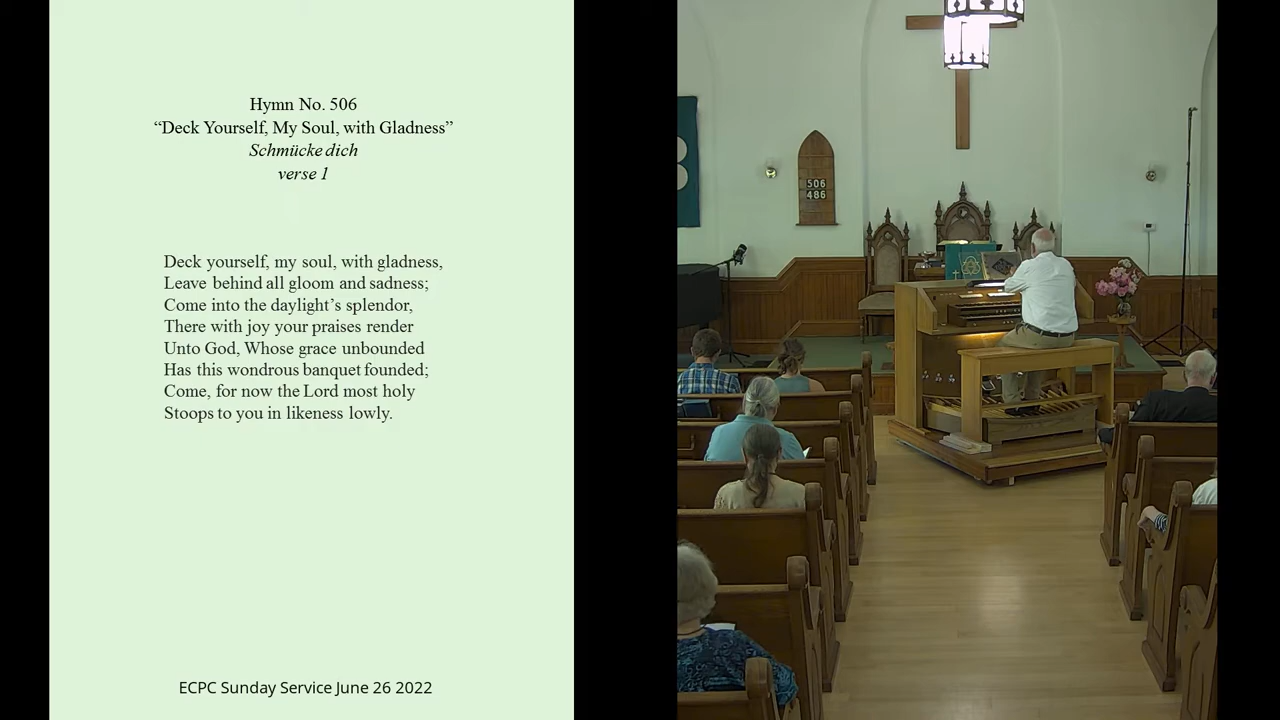 Hymn No. 506
“Deck Yourself, My Soul, with Gladness”
Schmücke dich
verse 1
Deck yourself, my soul, with gladness,
Leave behind all gloom and sadness;
Come into the daylight’s splendor,
There with joy your praises render
Unto God, Whose grace unbounded
Has this wondrous banquet founded;
Come, for now the Lord most holy
Stoops to you in likeness lowly.
ECPC Sunday Service June 26 2022
506
486